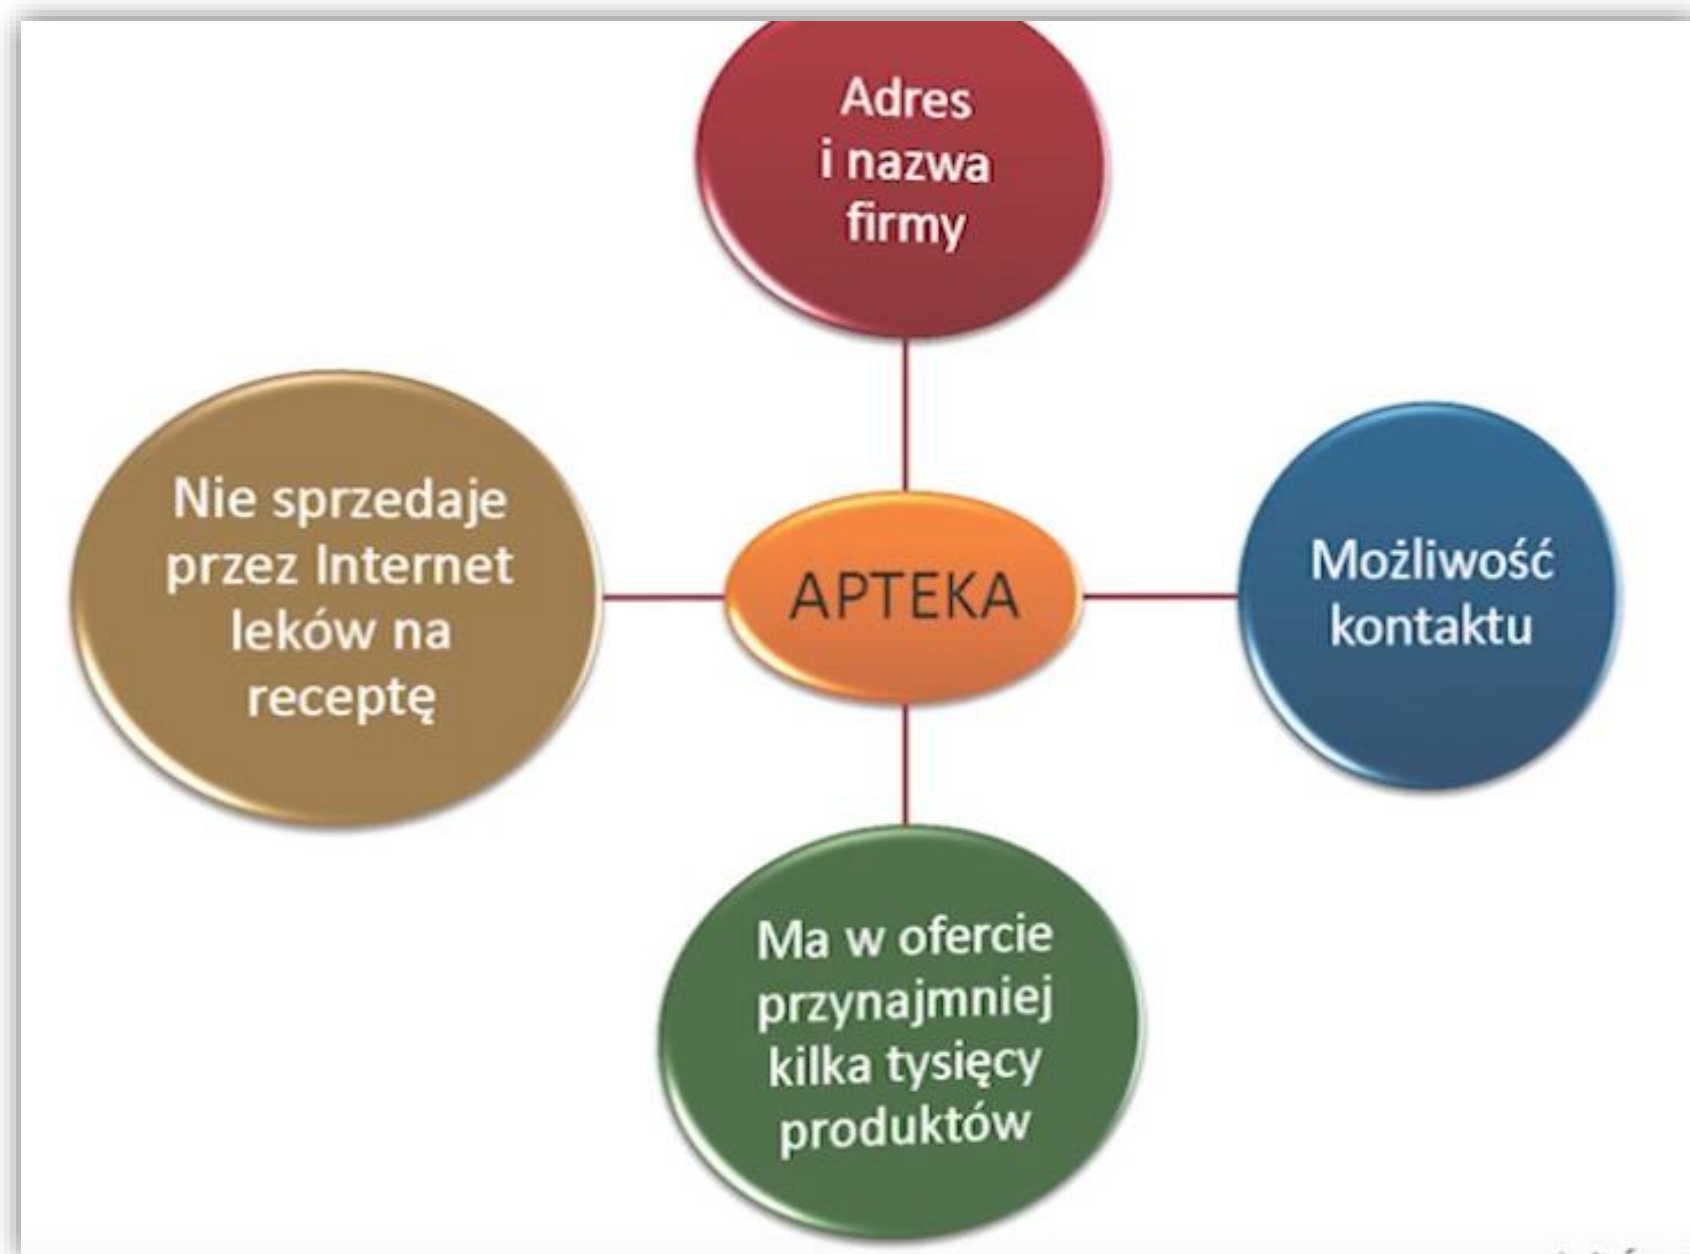 Adres
i nazwa
firmy
Nie sprzedaje
przez Internet
leków na
receptę
APTEKA
Możliwość
kontaktu
Ma w ofercie
przynajmniej
kilka tysięcy
produktów